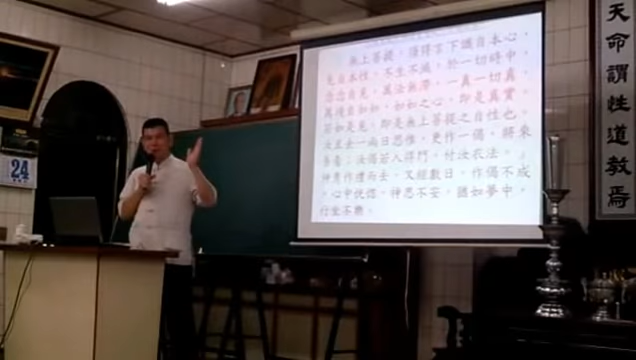 無上菩提，須得言下識自本心，
見自本性，不生不滅，於一切時中，
念念自見，萬法無滯，一真一切真，
萬境自如如，如如之心，即是真實。
若如是見，即是無上菩提之自性也。
汝且去一兩日思惟，更作一偈，將來
吾看；汝偈若入得門，付汝衣法。」
神秀作禮而出，又經數日，作偈不成
，心中恍惚，神思不安，猶如夢中，
行坐不樂。
天命謂性道教焉
24